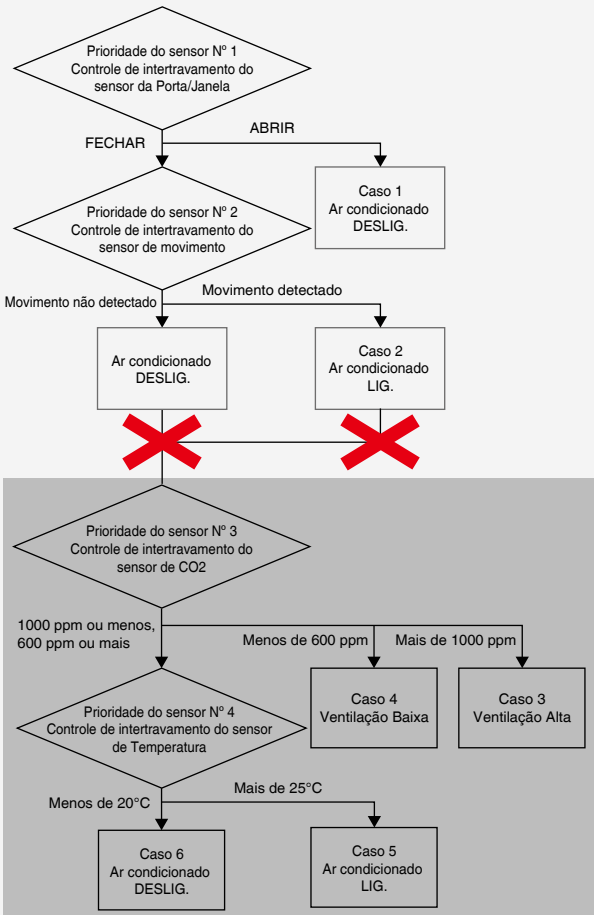 Prioridade do sensor Nº 1
Controle de intertravamento do
sensor da Porta/Janela
ABRIR
FECHAR
Caso 1
Ar condicionado
DESLIG.
Prioridade do sensor Nº 2
Controle de intertravamento do
sensor de movimento
Movimento não detectado
Movimento detectado
Ar condicionado
DESLIG.
Caso 2
Ar condicionado
LIG.
Prioridade do sensor Nº 3
Controle de intertravamento do
sensor de CO2
1000 ppm ou menos,
600 ppm ou mais
Menos de 600 ppm
Mais de 1000 ppm
Prioridade do sensor Nº 4
Controle de intertravamento do sensor
de Temperatura
Caso 4
Ventilação Baixa
Caso 3
Ventilação Alta
Menos de 20°C
Mais de 25°C
Caso 6
Ar condicionado
DESLIG.
Caso 5
Ar condicionado
LIG.